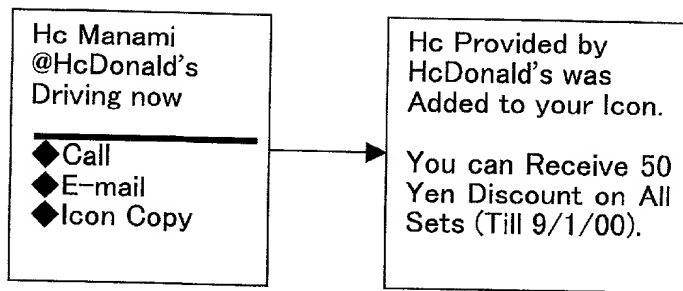 Hc Manami
@HcDonald's
Driving now
◆Call
◆E-mail
◆Icon Copy
Hc Provided by
HcDonald's was
Added to your Icon.
You can Receive 50
Yen Discount on All
Sets (Till 9/1/00).